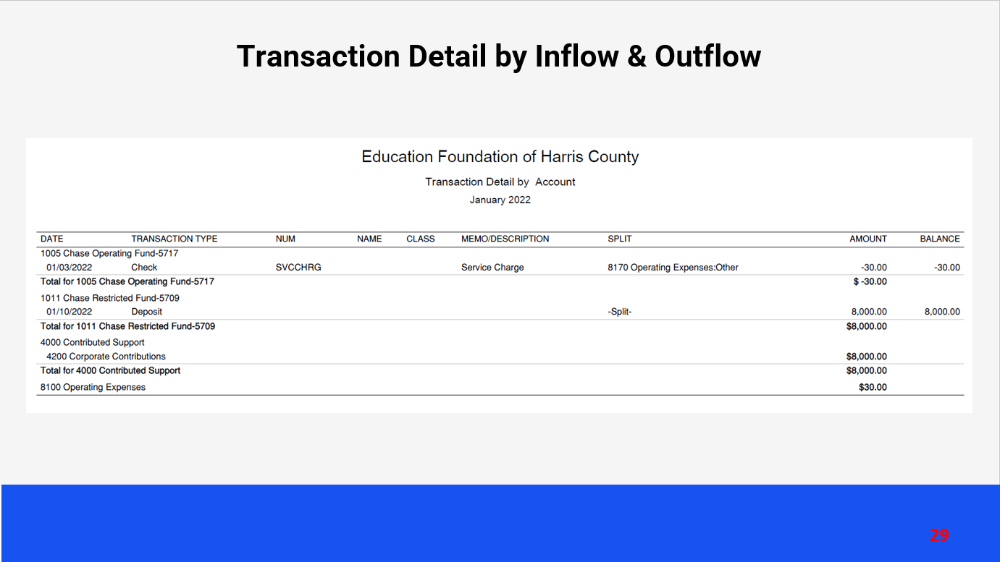 Transaction Detail by Inflow & Outflow
Education Foundation of Harris County
Transaction Detail by Account
January 2022
DATE TRANSACTION TYPE NUM NAME CLASS MEMO/DESCRIPTION SPLIT AMOUNT BALANCE
1005 Chase Operating Fund-5717
01/03/2022 Check SVCCHRG Service Charge 8170 Operating Expenses:Other -30.00 -30.00
Total for 1005 Chase Operating Fund-5717 $ -30.00
1011 Chase Restricted Fund-5709
01/10/2022 Deposit -Split- 8,000.00 8,000.00
Total for 1011 Chase Restricted Fund-5709 $8,000.00
4000 Contributed Support
4200 Corporate Contributions $8,000.00
Total for 4000 Contributed Support $8,000.00
8100 Operating Expenses $30.00
29